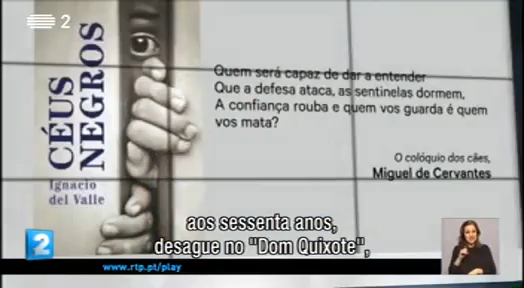 2
CÉUS
NEGROS
Ignacio
del Valle
Quem será capaz de dar a entender
Que a defesa ataca, as sentinelas dormem,
A confiança rouba e quem vos guarda é quem
vos mata?
O colóquio dos cães,
Miguel de Cervantes
aos sessenta anos,
desague no "Dom Quixote",
2
www.rtp.pt/play